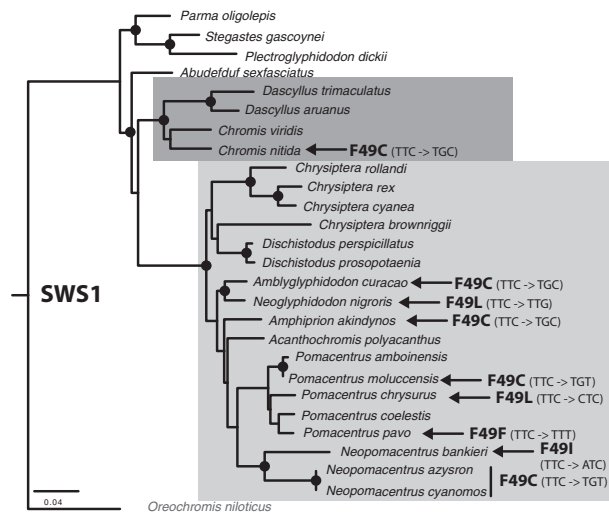 Parma oligolepis
Stegastes gascoynei
Plectroglyphidodon dickii
Abudefduf sexfasciatus
Dascyllus trimaculatus
Dascyllus aruanus
Chromis viridis
Chromis nitida F49C (TTC -> TGC)
Chrysiptera rollandi
Chrysiptera rex
Chrysiptera cyanea
Chrysiptera brownriggii
Dischistodus perspicillatus
Dischistodus prosopotaenia
SWS1
Amblyglyphidodon curacao F49C (TTC -> TGC)
Neoglyphidodon nigroris F49L (TTC -> TTG)
Amphiprion akindynos F49C (TTC -> TGC)
Acanthochromis polyacanthus
Pomacentrus amboinensis
Pomacentrus moluccensis F49C (TTC -> TGT)
Pomacentrus chrysurus F49L (TTC -> CTC)
Pomacentrus coelestis
Pomacentrus pavo F49F (TTC -> TTT)
Neopomacentrus bankieri F49I
(TTC -> ATC)
Neopomacentrus azysron
F49C (TTC -> TGT)
Neopomacentrus cyanomos
0.04
Oreochromis niloticus